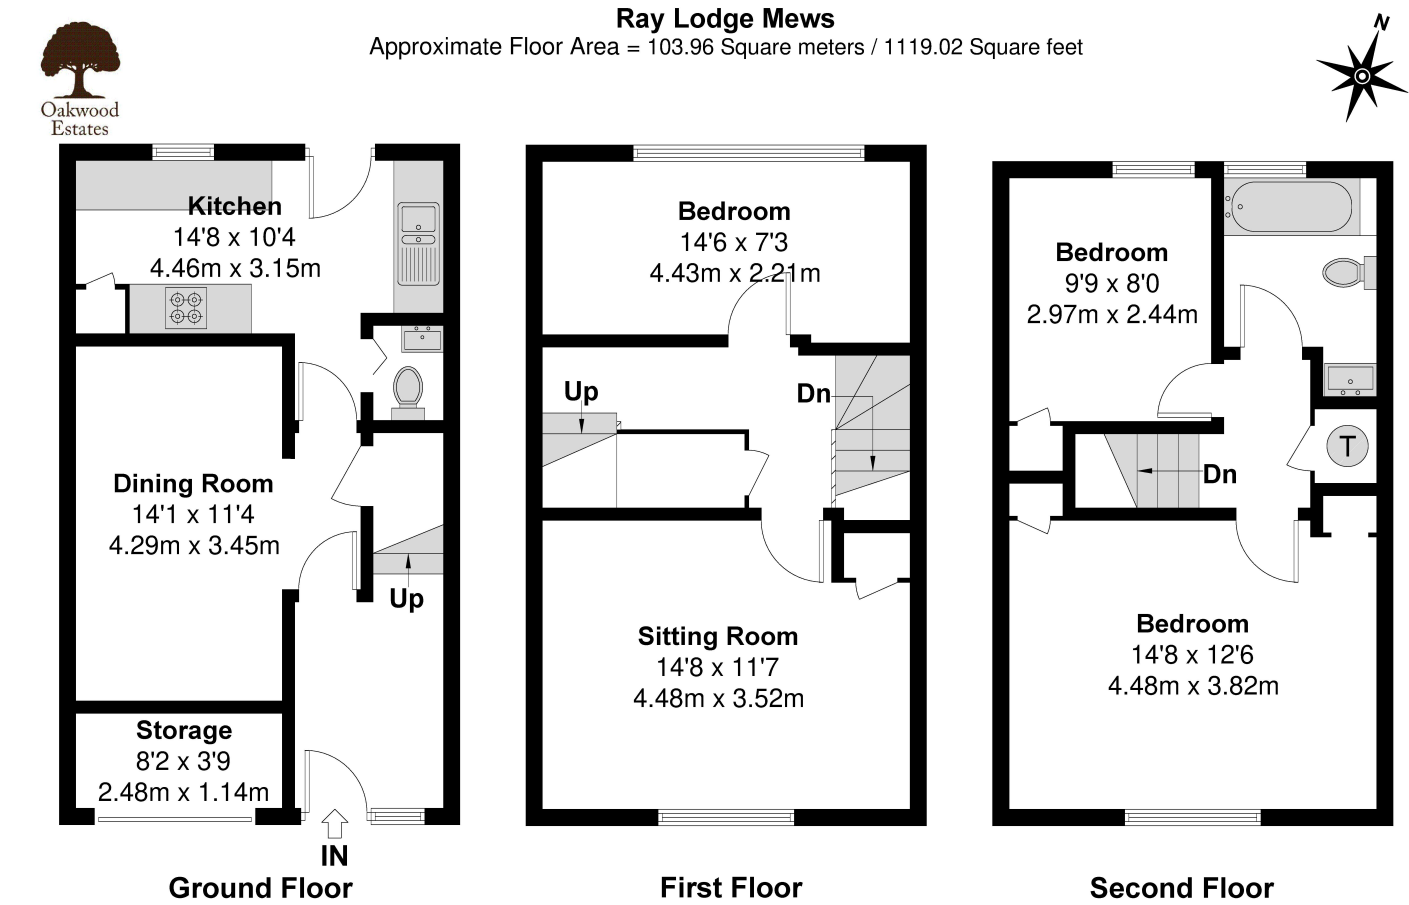 Ray Lodge Mews
Approximate Floor Area = 103.96 Square meters / 1119.02 Square feet
N
Oakwood
Estates
Kitchen
14'8 x 10'4
4.46m x 3.15m
Dining Room
14'1 x 11'4
4.29m x 3.45m
Up
Storage
8'2 x 3'9
2.48m x 1.14m
IN
Ground Floor
Bedroom
14'6 x 7'3
4.43m x 2.21m
Up
Dn
Sitting Room
14'8 x 11'7
4.48m x 3.52m
First Floor
Bedroom
9'9 x 8'0
2.97m x 2.44m
T
Dn
Bedroom
14'8 x 12'6
4.48m x 3.82m
Second Floor